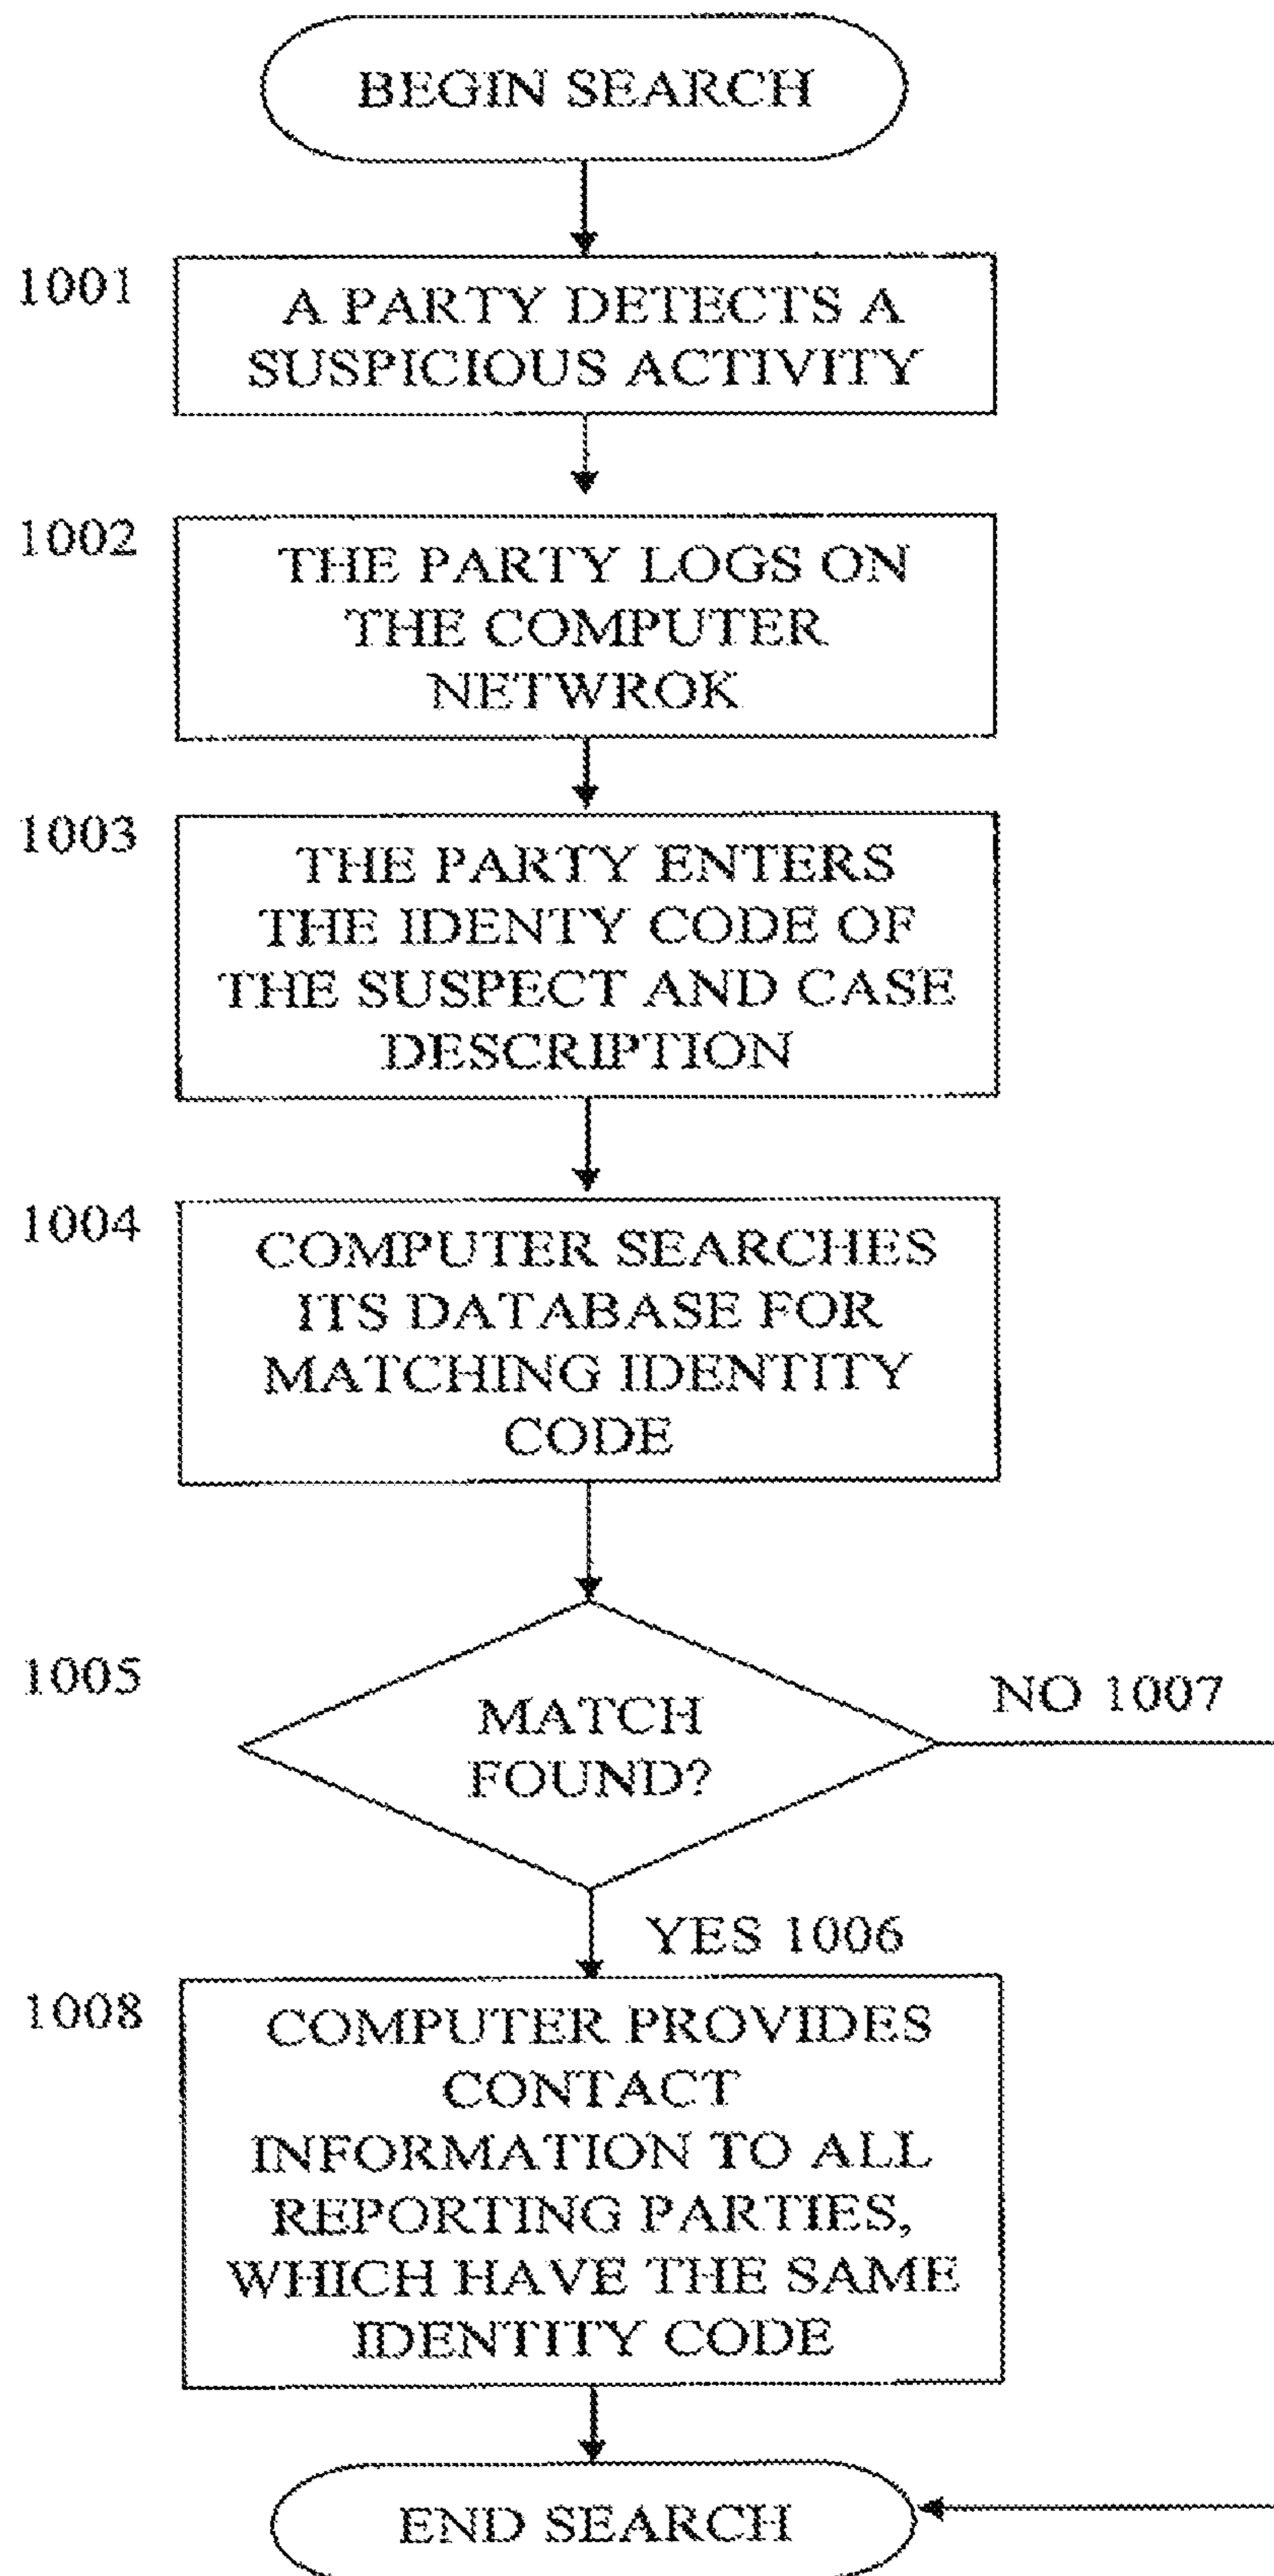 BEGIN SEARCH
1001
A PARTY DETECTS A
SUSPICIOUS ACTIVITY
1002
THE PARTY LOGS ON
THE COMPUTER
NETWROK
1003
THE PARTY ENTERS
THE IDENTY CODE OF
THE SUSPECT AND CASE
DESCRIPTION
1004
COMPUTER SEARCHES
ITS DATABASE FOR
MATCHING IDENTITY
CODE
1005
MATCH
FOUND?
NO 1007
YES 1006
1008
COMPUTER PROVIDES
CONTACT
INFORMATION TO ALL
REPORTING PARTIES,
WHICH HAVE THE SAME
IDENTITY CODE
END SEARCH